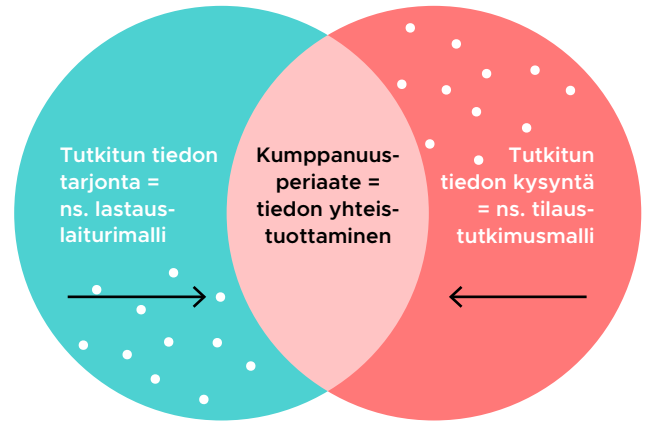 Tutkitun tiedon
tarjonta =
ns. lastaus-
laiturimalli
Kumppanuus-
periaate =
tiedon yhteis-
tuottaminen
Tutkitun
tiedon kysyntä
= ns. tilaus-
tutkimusmalli